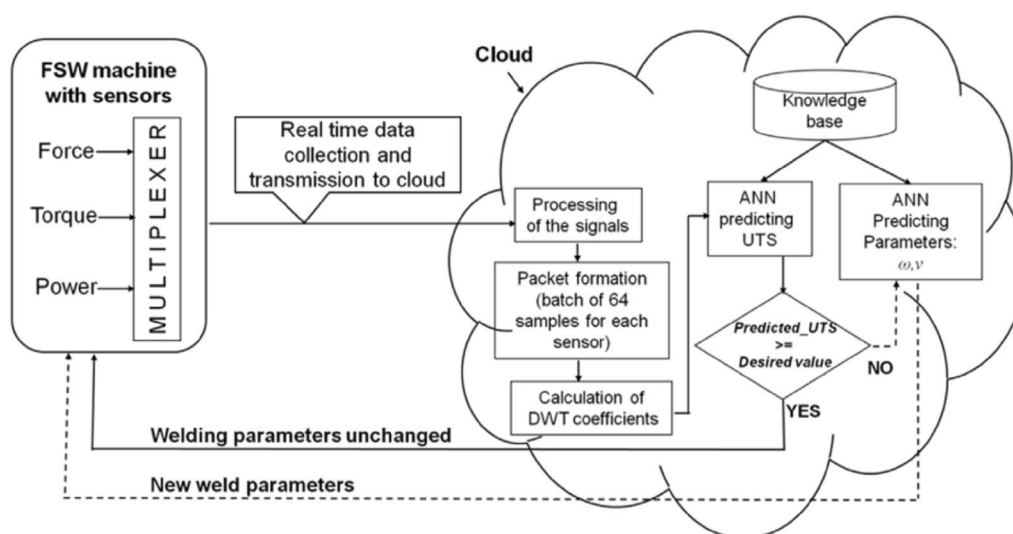 FSW machine
with sensors
Force
Torque
Power
MULTIPLEXER
Real time data
collection and
transmission to cloud
Cloud
Processing
of the signals
Packet formation
(batch of 64
samples for each
sensor)
Calculation of
DWT coefficients
Knowledge
base
ANN
predicting
UTS
ANN
Predicting
Parameters:
ω,v
Predicted_UTS
>=
Desired value
NO
YES
Welding parameters unchanged
New weld parameters